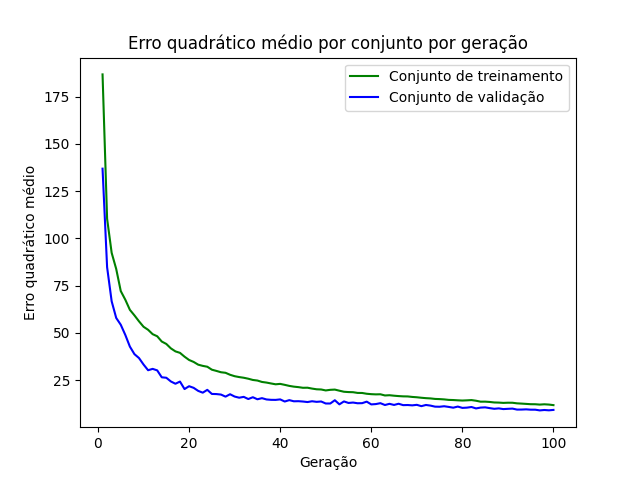 Erro quadrático médio por conjunto por geração
Conjunto de treinamento
Conjunto de validação
Erro quadrático médio
175
150
125
100
75
50
25
0 20 40 60 80 100
Geração